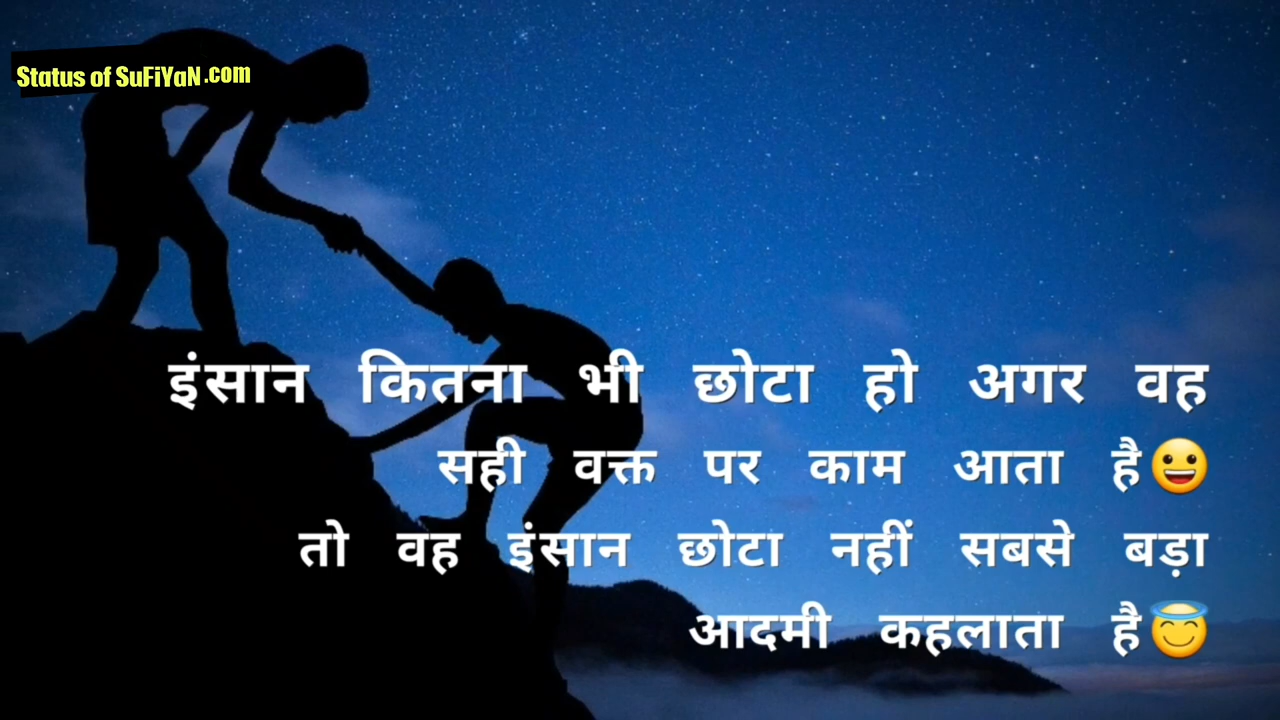 Status of SuFiYaN.com
इंसान कितना भी छोटा हो अगर वह
सही वक्त पर काम आता है😀
तो वह इंसान छोटा नहीं सबसे बड़ा
आदमी कहलाता है😇